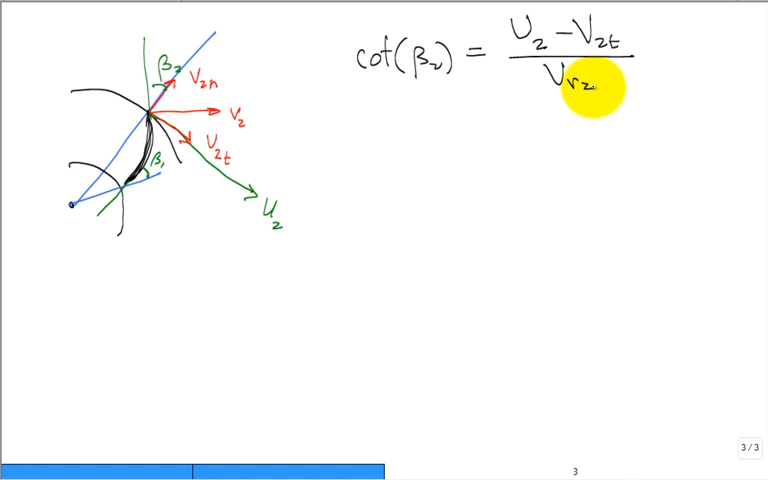 cot(β₂) = U₂ - V₂t / Vr₂
β₂
V₂n
V₂
V₂t
β₁
U₂
3 / 3
3